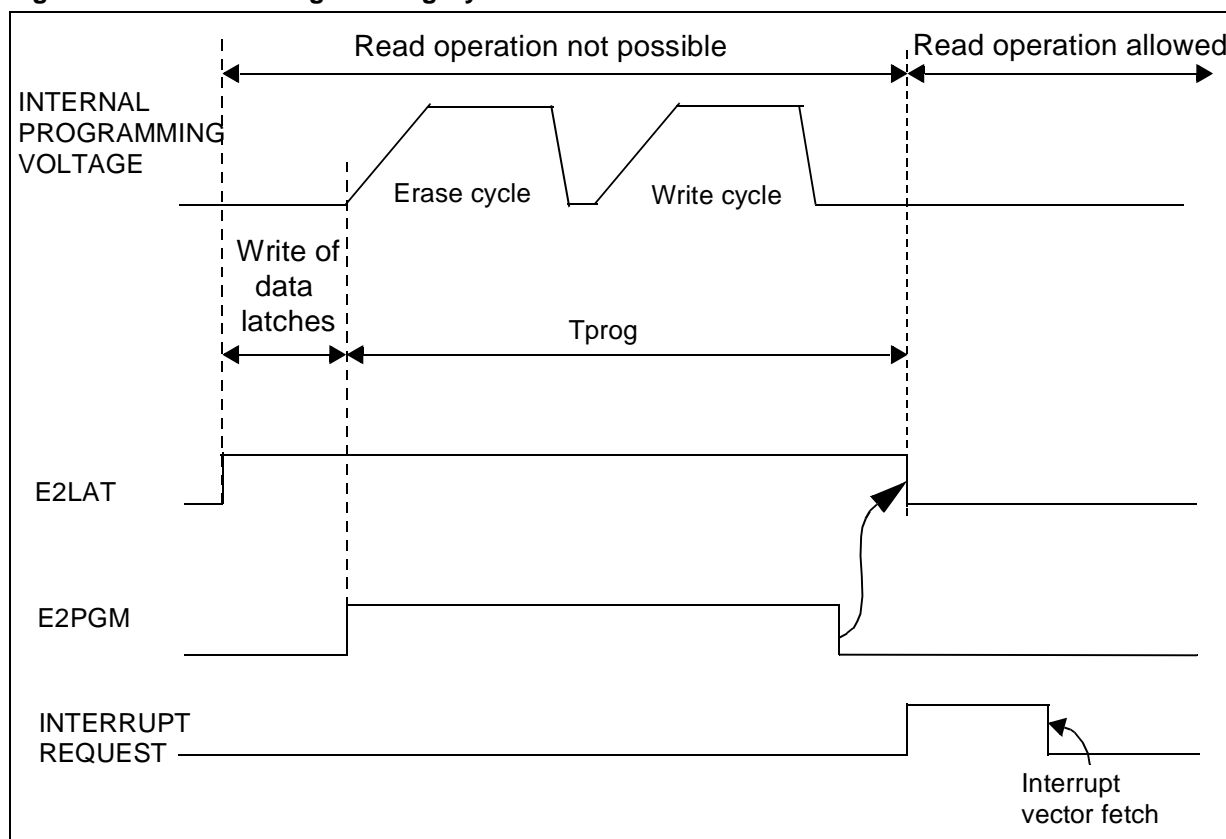 Read operation not possible
Read operation allowed
INTERNAL
PROGRAMMING
VOLTAGE
Erase cycle
Write cycle
Write of
data
latches
Tprog
E2LAT
E2PGM
INTERRUPT
REQUEST
Interrupt
vector fetch